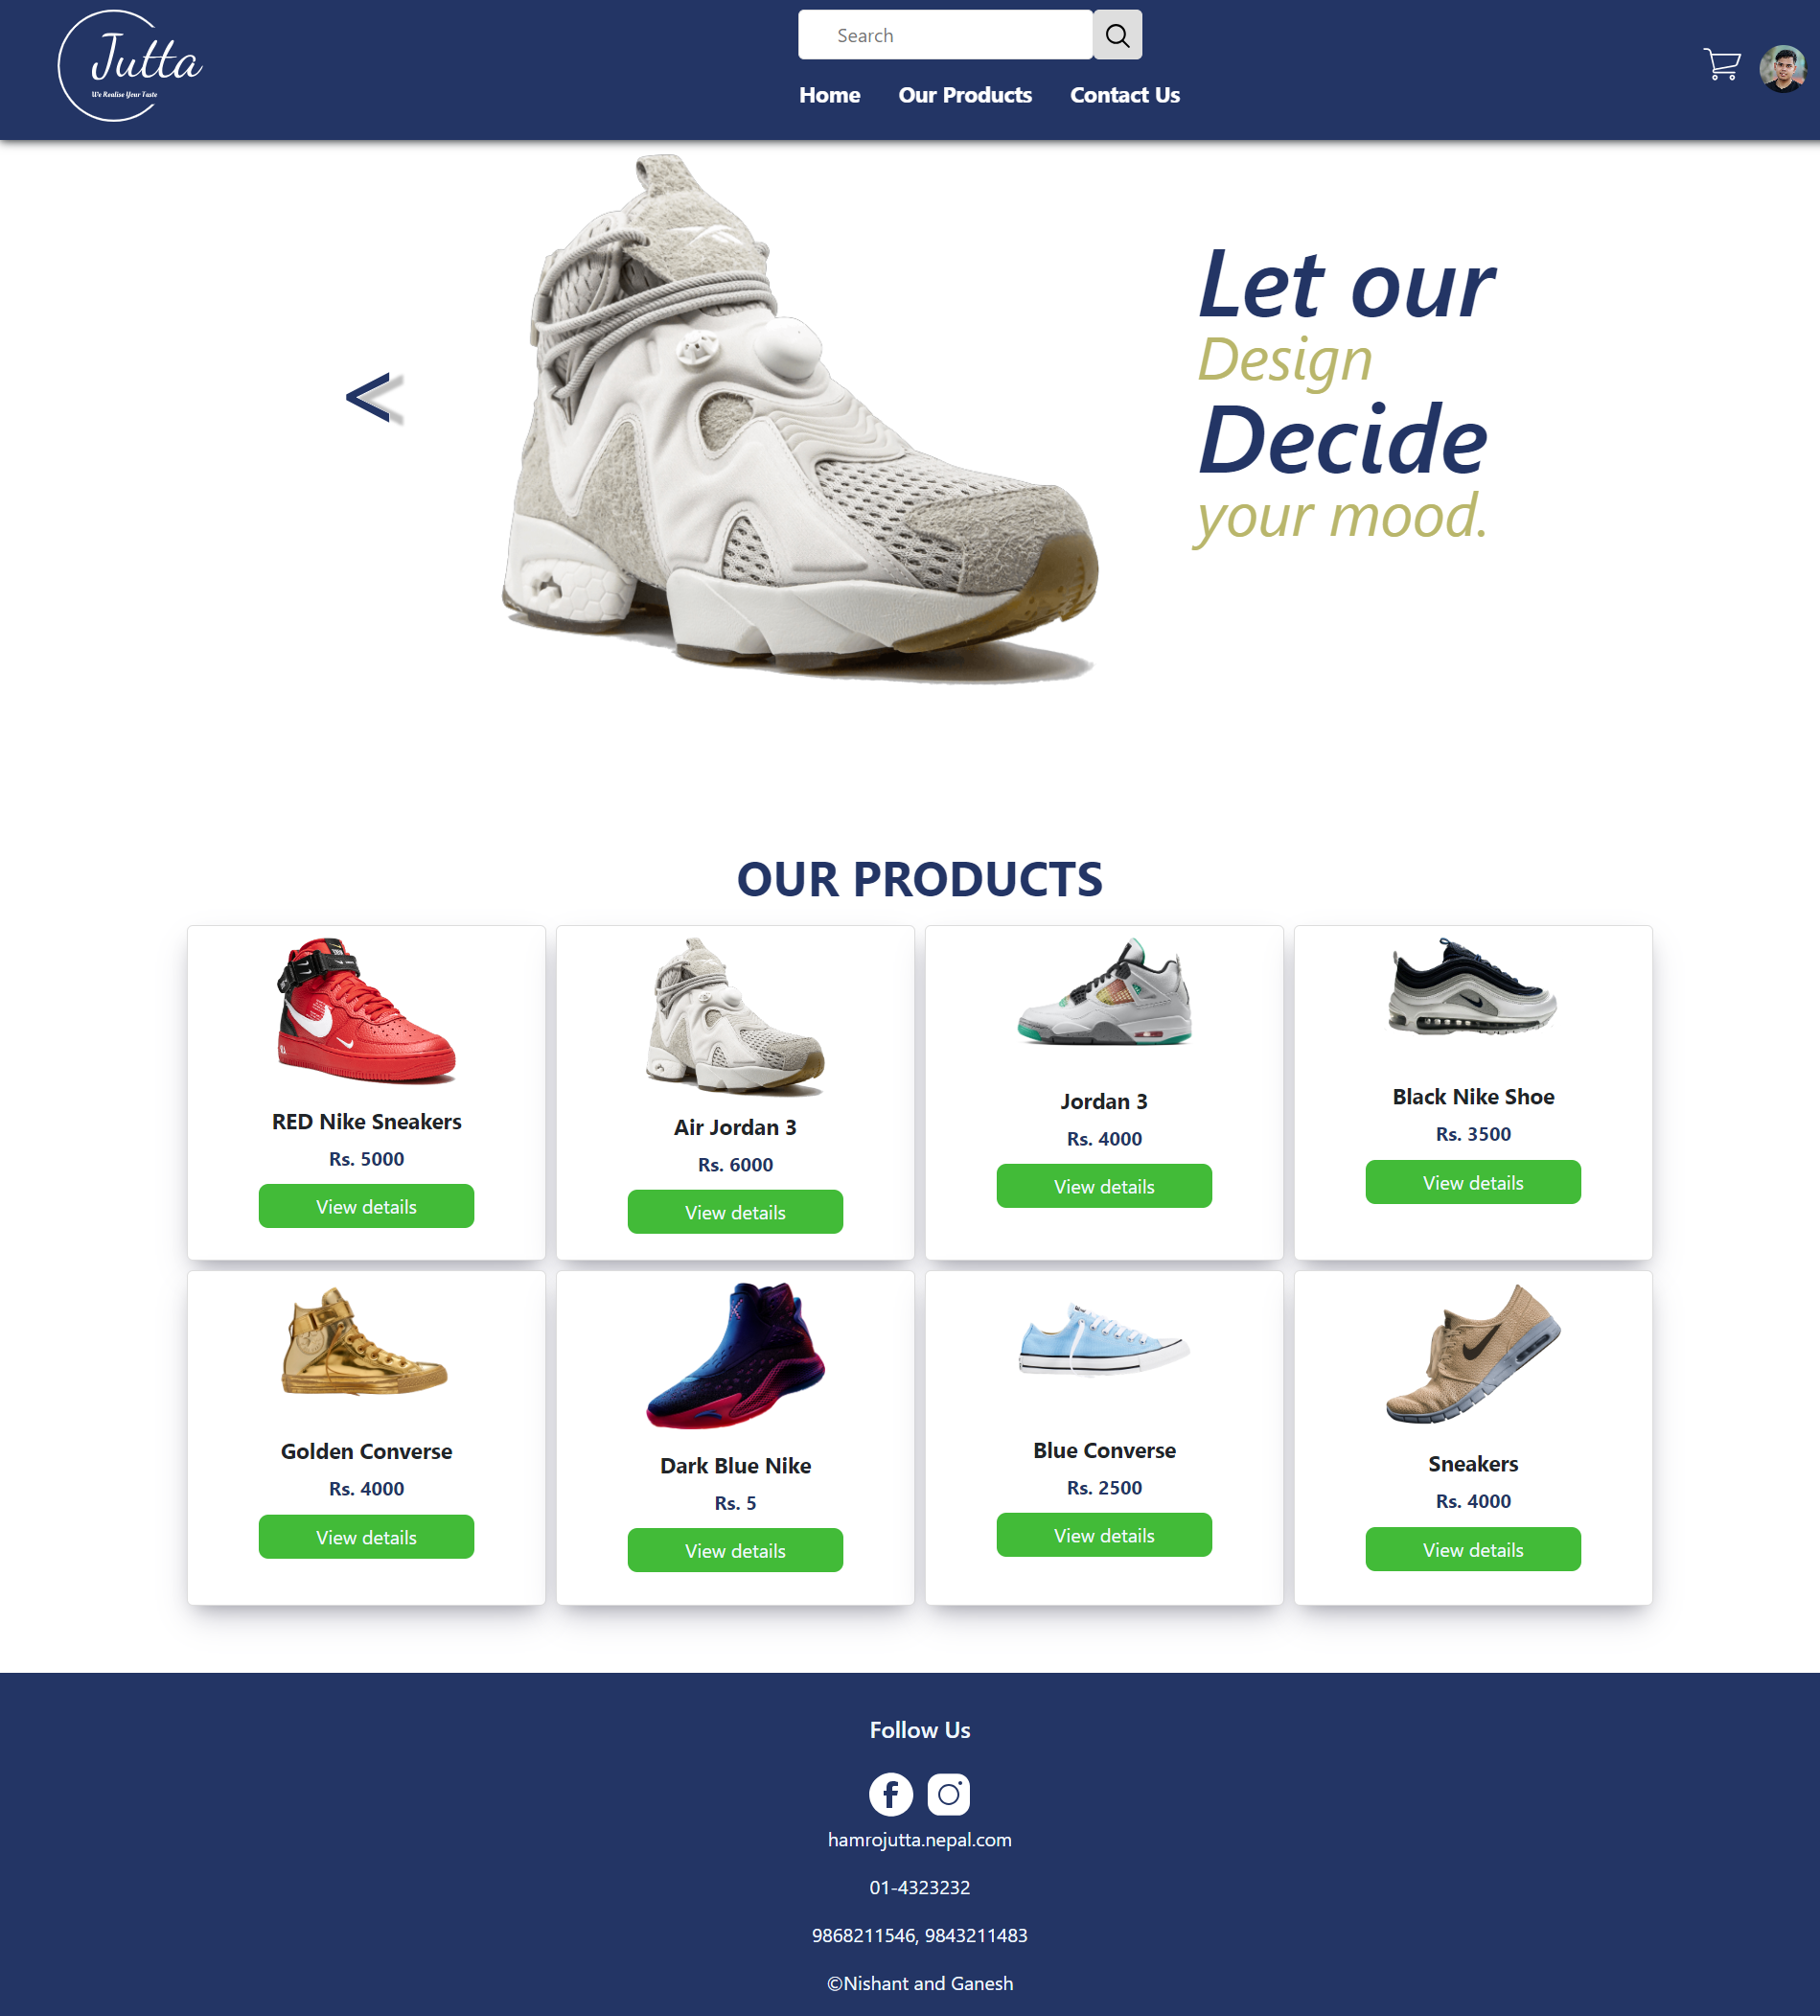 Jutta
We Realise Your Taste
Search
Home Our Products Contact Us
<
Let our
Design
Decide
your mood.
OUR PRODUCTS
RED Nike Sneakers
Rs. 5000
View details
Air Jordan 3
Rs. 6000
View details
Jordan 3
Rs. 4000
View details
Black Nike Shoe
Rs. 3500
View details
Golden Converse
Rs. 4000
View details
Dark Blue Nike
Rs. 5
View details
Blue Converse
Rs. 2500
View details
Sneakers
Rs. 4000
View details
Follow Us
hamrojutta.nepal.com
01-4323232
9868211546, 9843211483
©Nishant and Ganesh